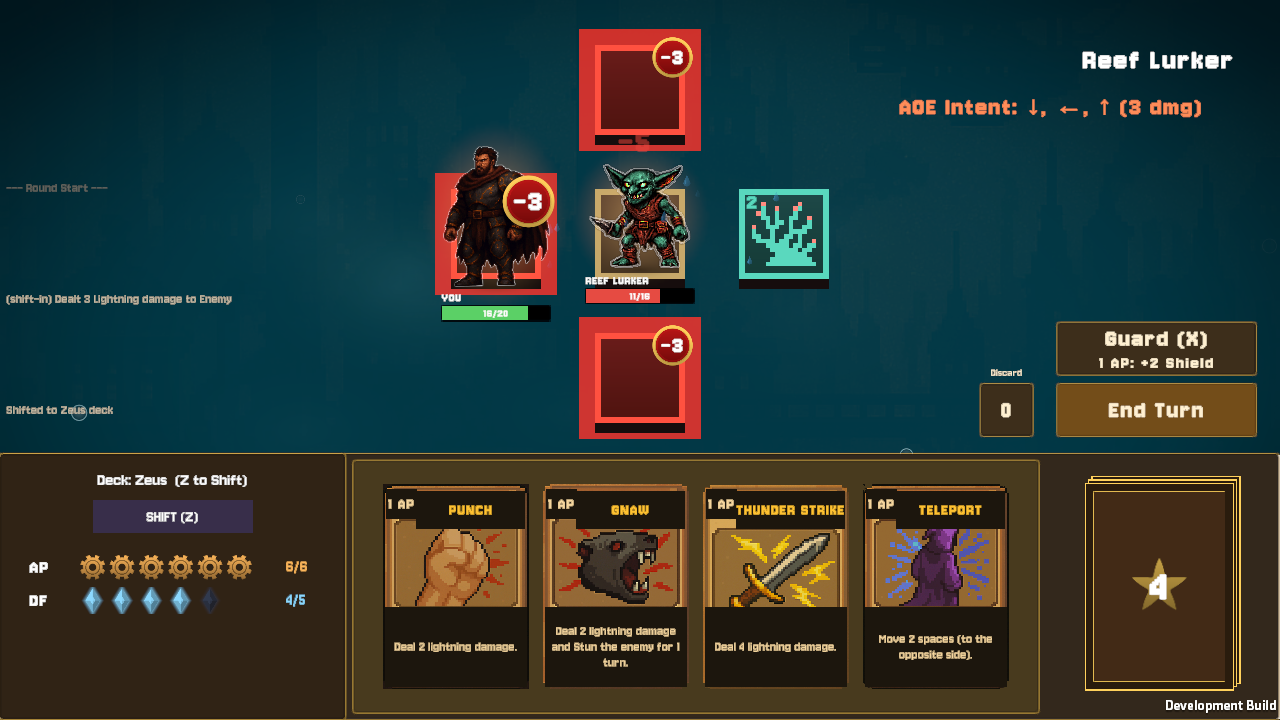 -3
Reef Lurker
AOE Intent: ↓, ←, ↑ (3 dmg)
--- Round Start ---
-3
2
(shift-in) Dealt 3 Lightning damage to Enemy
YOU
16/20
REEF LURKER
11/16
-3
Shifted to Zeus deck
Guard (X)
1 AP: +2 Shield
Discard
0
End Turn
Deck: Zeus (Z to Shift)
SHIFT (Z)
AP
6/6
DF
4/5
1 AP
PUNCH
Deal 2 lightning damage.
1 AP
GNAW
Deal 2 lightning damage
and Stun the enemy for 1
turn.
1 AP
THUNDER STRIKE
Deal 4 lightning damage.
1 AP
TELEPORT
Move 2 spaces (to the
opposite side).
4
Development Build